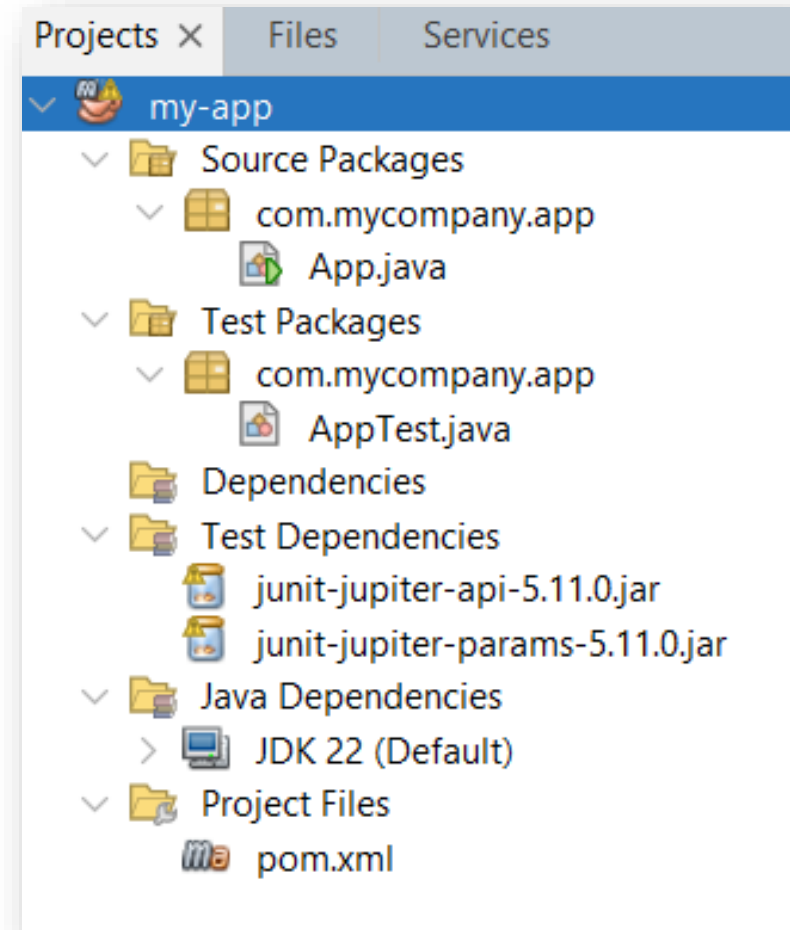 Projects Files Services
my-app
Source Packages
com.mycompany.app
App.java
Test Packages
com.mycompany.app
AppTest.java
Dependencies
Test Dependencies
junit-jupiter-api-5.11.0.jar
junit-jupiter-params-5.11.0.jar
Java Dependencies
JDK 22 (Default)
Project Files
pom.xml